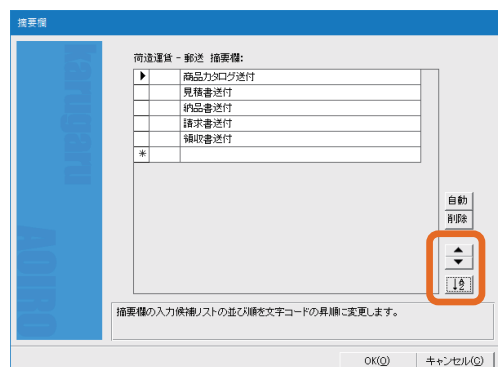 摘要欄
karugaru
AOIRO
荷造運賃 - 郵送 摘要欄:
商品カタログ送付
見積書送付
納品書送付
請求書送付
領収書送付
*
自動
削除
摘要欄の入力候補リストの並び順を文字コードの昇順に変更します。
OK(O) キャンセル(C)